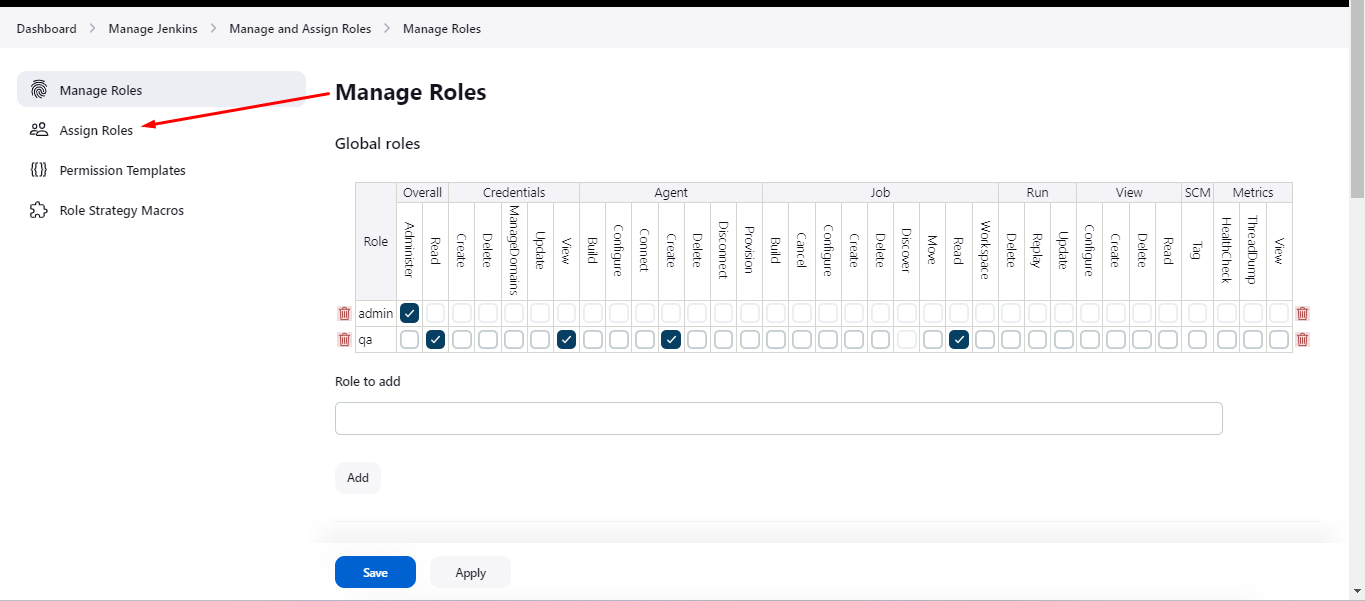 Dashboard > Manage Jenkins > Manage and Assign Roles > Manage Roles
Manage Roles
Assign Roles
Permission Templates
Role Strategy Macros
Manage Roles
Global roles
Overall Credentials Agent Job Run View SCM Metrics
Role Administer Read Create Delete ManageDomains Update View Build Configure Connect Create Delete Disconnect Provision Build Cancel Configure Create Delete Discover Move Read Workspace Delete Replay Update Configure Create Delete Read Tag HealthCheck ThreadDump View
admin
qa
Role to add
Add
Save Apply